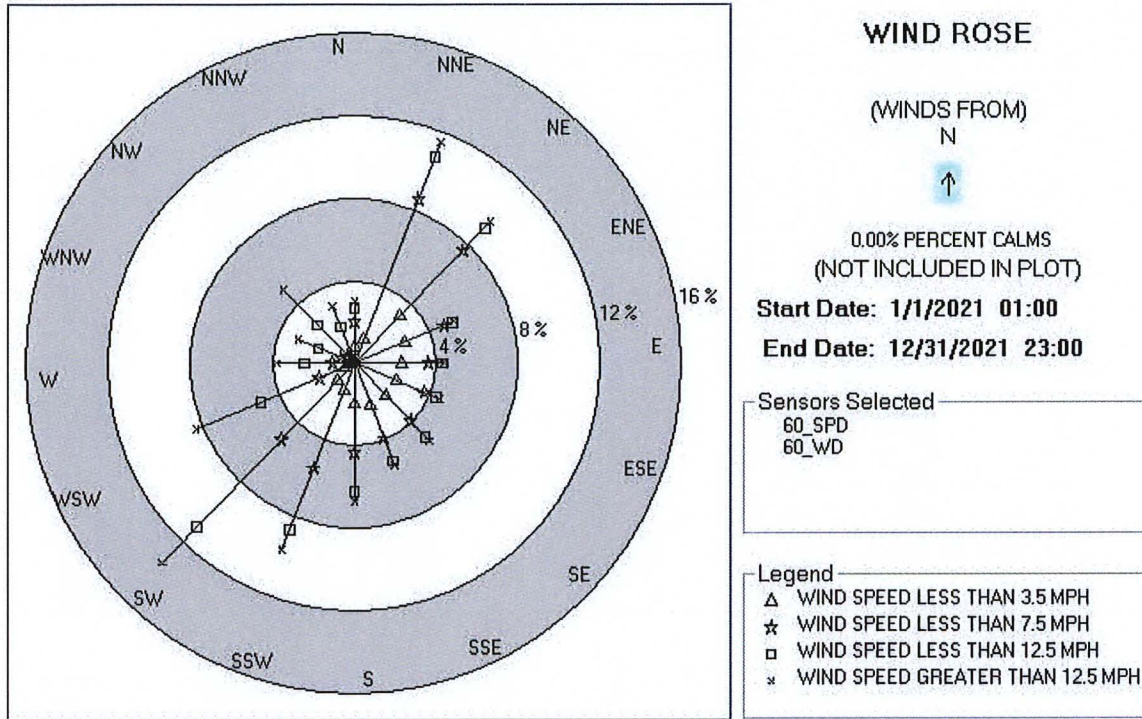 WIND ROSE
(WINDS FROM)
N
0.00% PERCENT CALMS
(NOT INCLUDED IN PLOT)
Start Date: 1/1/2021 01:00
End Date: 12/31/2021 23:00
Sensors Selected
60_SPD
60_WD
Legend
WIND SPEED LESS THAN 3.5 MPH
WIND SPEED LESS THAN 7.5 MPH
WIND SPEED LESS THAN 12.5 MPH
WIND SPEED GREATER THAN 12.5 MPH
N
NNE
NE
ENE
E
ESE
SE
SSE
S
SSW
SW
WSW
W
WNW
NW
NNW
4 %
8 %
12 %
16 %